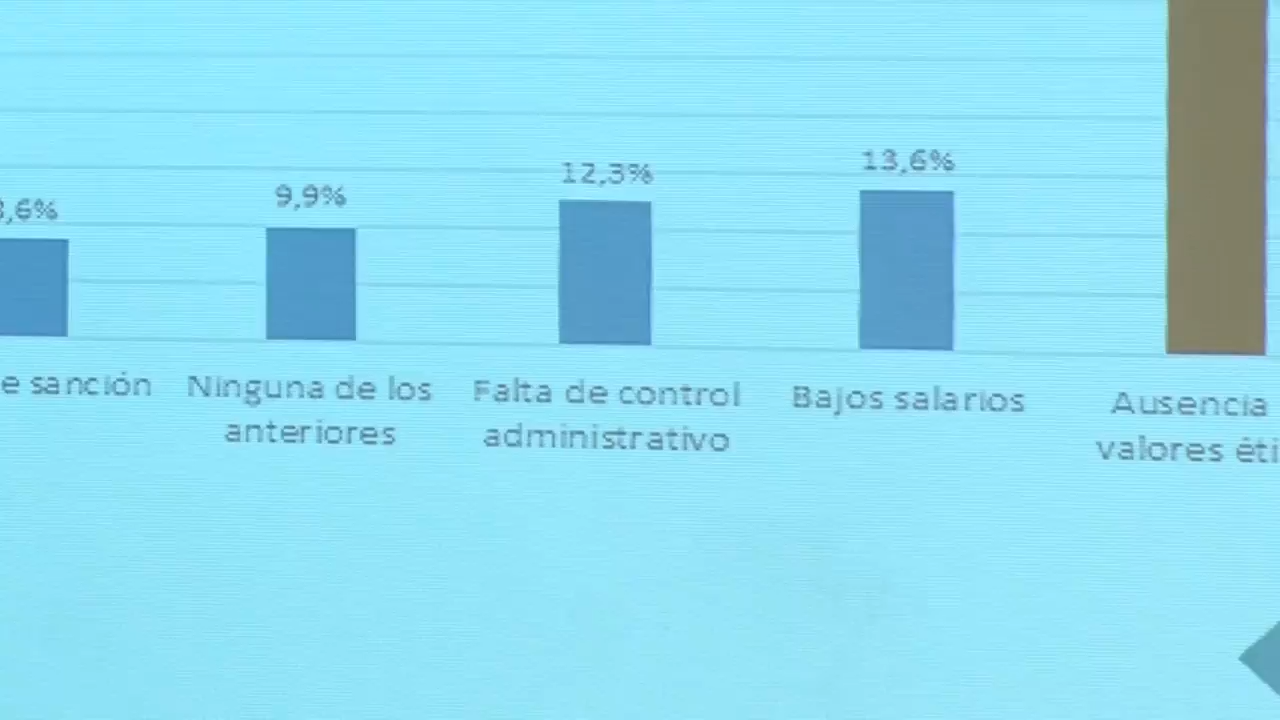 9,9%
12,3%
13,6%
e sanción
Ninguna de los
anteriores
Falta de control
administrativo
Bajos salarios
Ausencia
valores éti